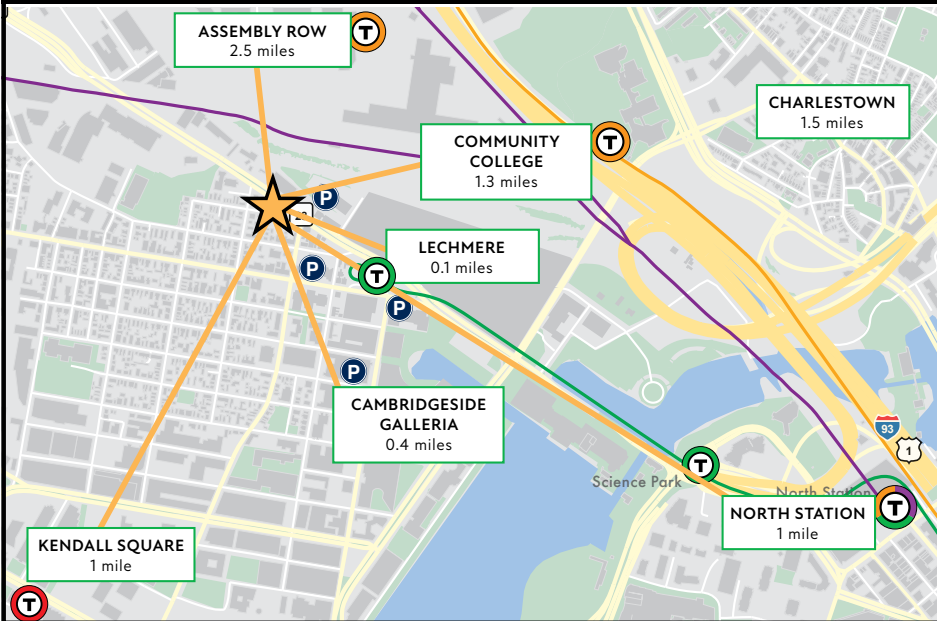 ASSEMBLY ROW
2.5 miles
T
CHARLESTOWN
1.5 miles
COMMUNITY
COLLEGE
1.3 miles
T
P
LECHMERE
0.1 miles
P
T
P
P
CAMBRIDGESIDE
GALLERIA
0.4 miles
93
1
T
Science Park
North Station
NORTH STATION
1 mile
T
KENDALL SQUARE
1 mile
T